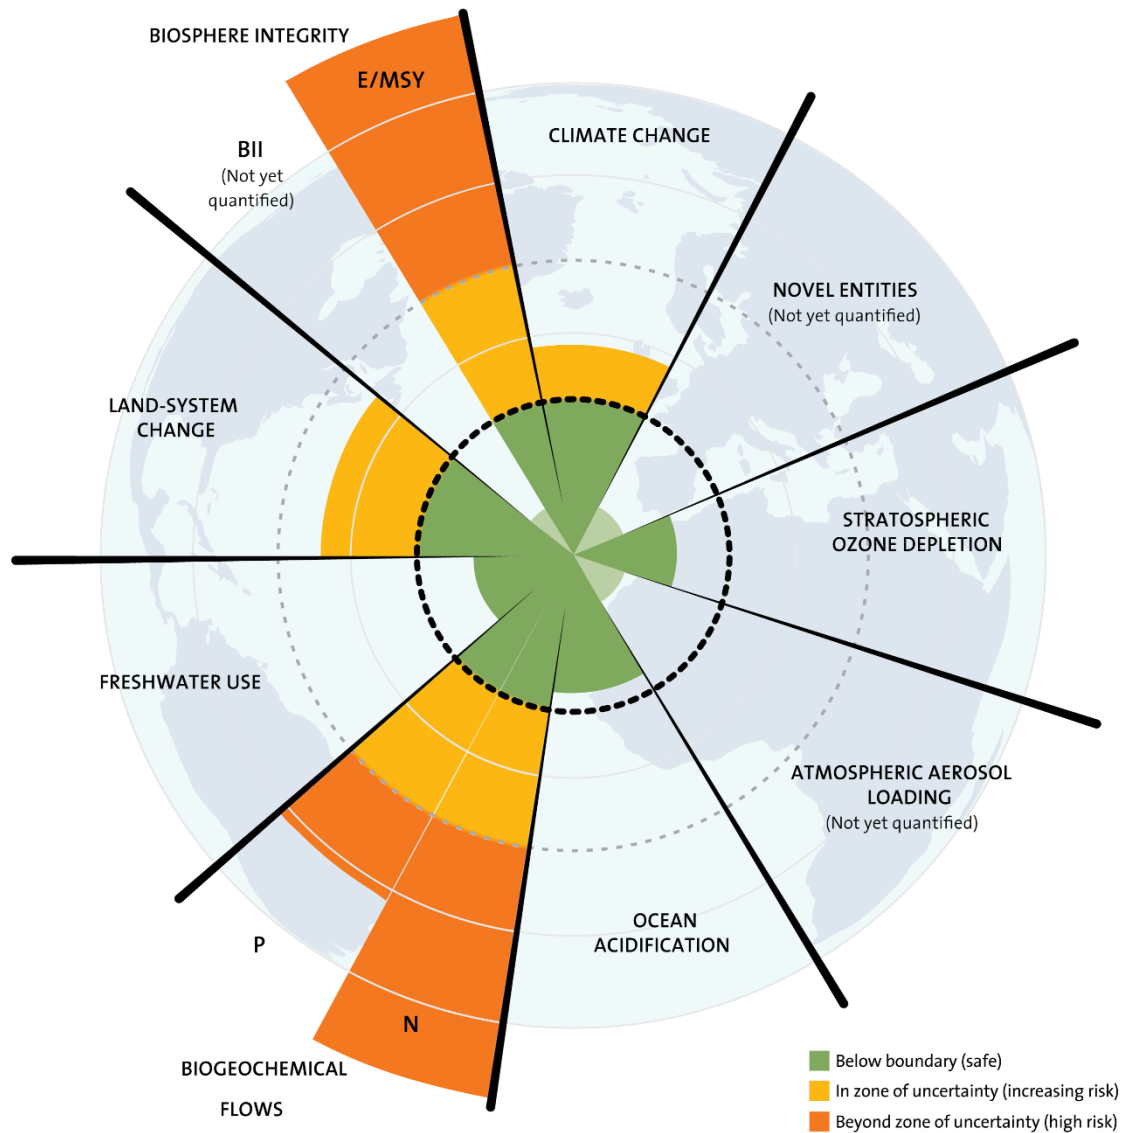 BIOSPHERE INTEGRITY
E/MSY
BII
(Not yet
quantified)
CLIMATE CHANGE
NOVEL ENTITIES
(Not yet quantified)
LAND-SYSTEM
CHANGE
STRATOSPHERIC
OZONE DEPLETION
FRESHWATER USE
ATMOSPHERIC AEROSOL
LOADING
(Not yet quantified)
OCEAN
ACIDIFICATION
P
N
BIOGEOCHEMICAL
FLOWS
Below boundary (safe)
In zone of uncertainty (increasing risk)
Beyond zone of uncertainty (high risk)